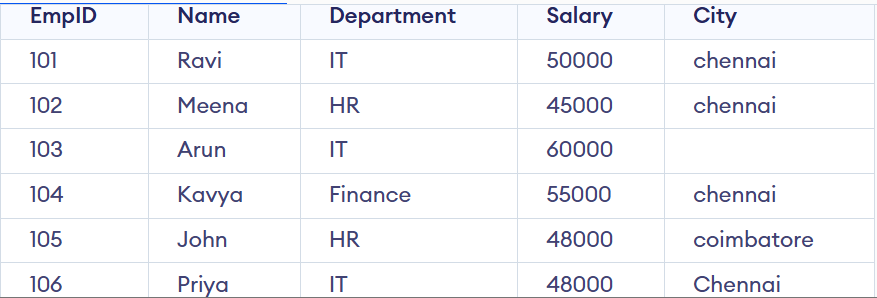 EmpID Name Department Salary City
101 Ravi IT 50000 chennai
102 Meena HR 45000 chennai
103 Arun IT 60000
104 Kavya Finance 55000 chennai
105 John HR 48000 coimbatore
106 Priya IT 48000 Chennai